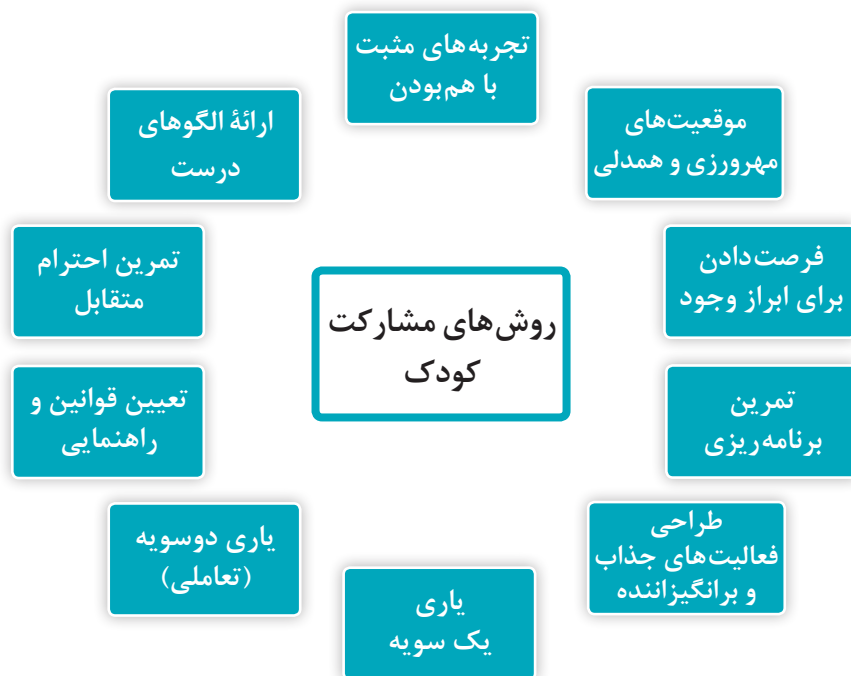 تجربه‌های مثبت
با هم‌بودن
موقعیت‌های
مهرورزی و همدلی
فرصت‌دادن
برای ابراز وجود
تمرین
برنامه‌ریزی
طراحی
فعالیت‌های جذاب
و برانگیزاننده
یاری
یک سویه
یاری دوسویه
(تعاملی)
تعیین قوانین و
راهنمایی
تمرین احترام
متقابل
ارائهٔ الگوهای
درست
روش‌های مشارکت
کودک